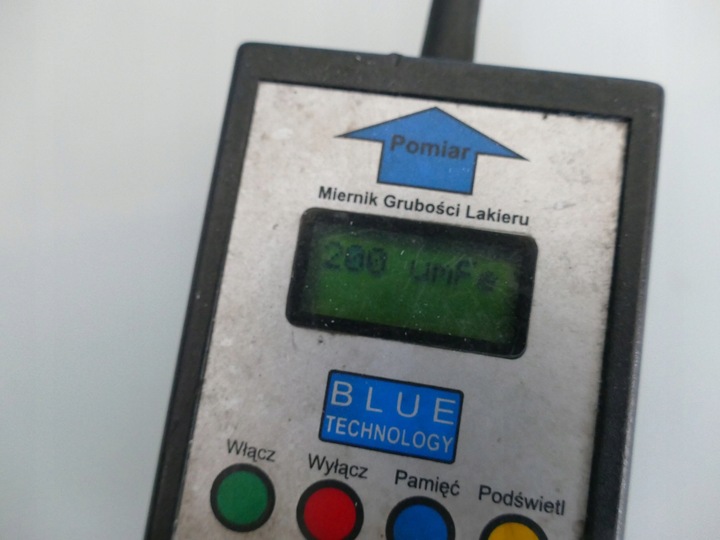 Pomiar
Miernik Grubości Lakieru
200 umFe
BLUE
TECHNOLOGY
Włącz Wyłącz Pamięć Podświetl